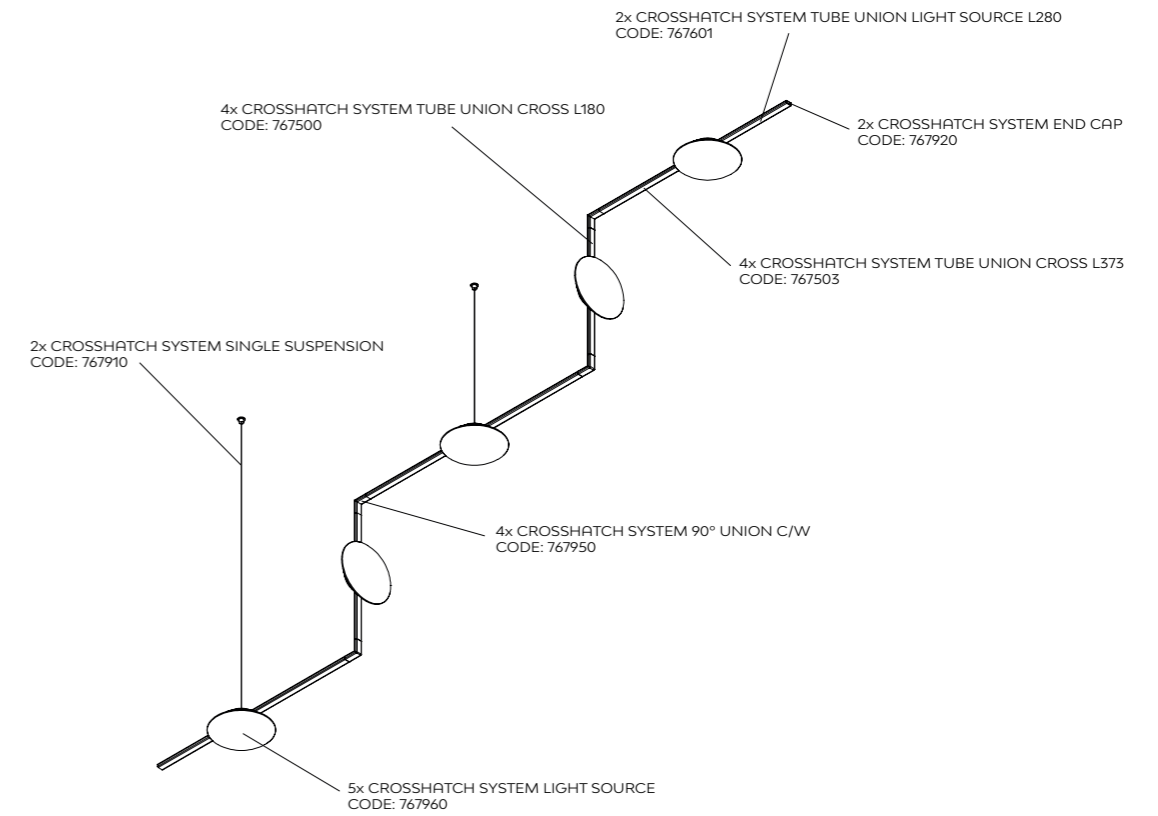 2x CROSSHATCH SYSTEM TUBE UNION LIGHT SOURCE L280
CODE: 767601
4x CROSSHATCH SYSTEM TUBE UNION CROSS L180
CODE: 767500
2x CROSSHATCH SYSTEM END CAP
CODE: 767920
4x CROSSHATCH SYSTEM TUBE UNION CROSS L373
CODE: 767503
2x CROSSHATCH SYSTEM SINGLE SUSPENSION
CODE: 767910
4x CROSSHATCH SYSTEM 90° UNION C/W
CODE: 767950
5x CROSSHATCH SYSTEM LIGHT SOURCE
CODE: 767960